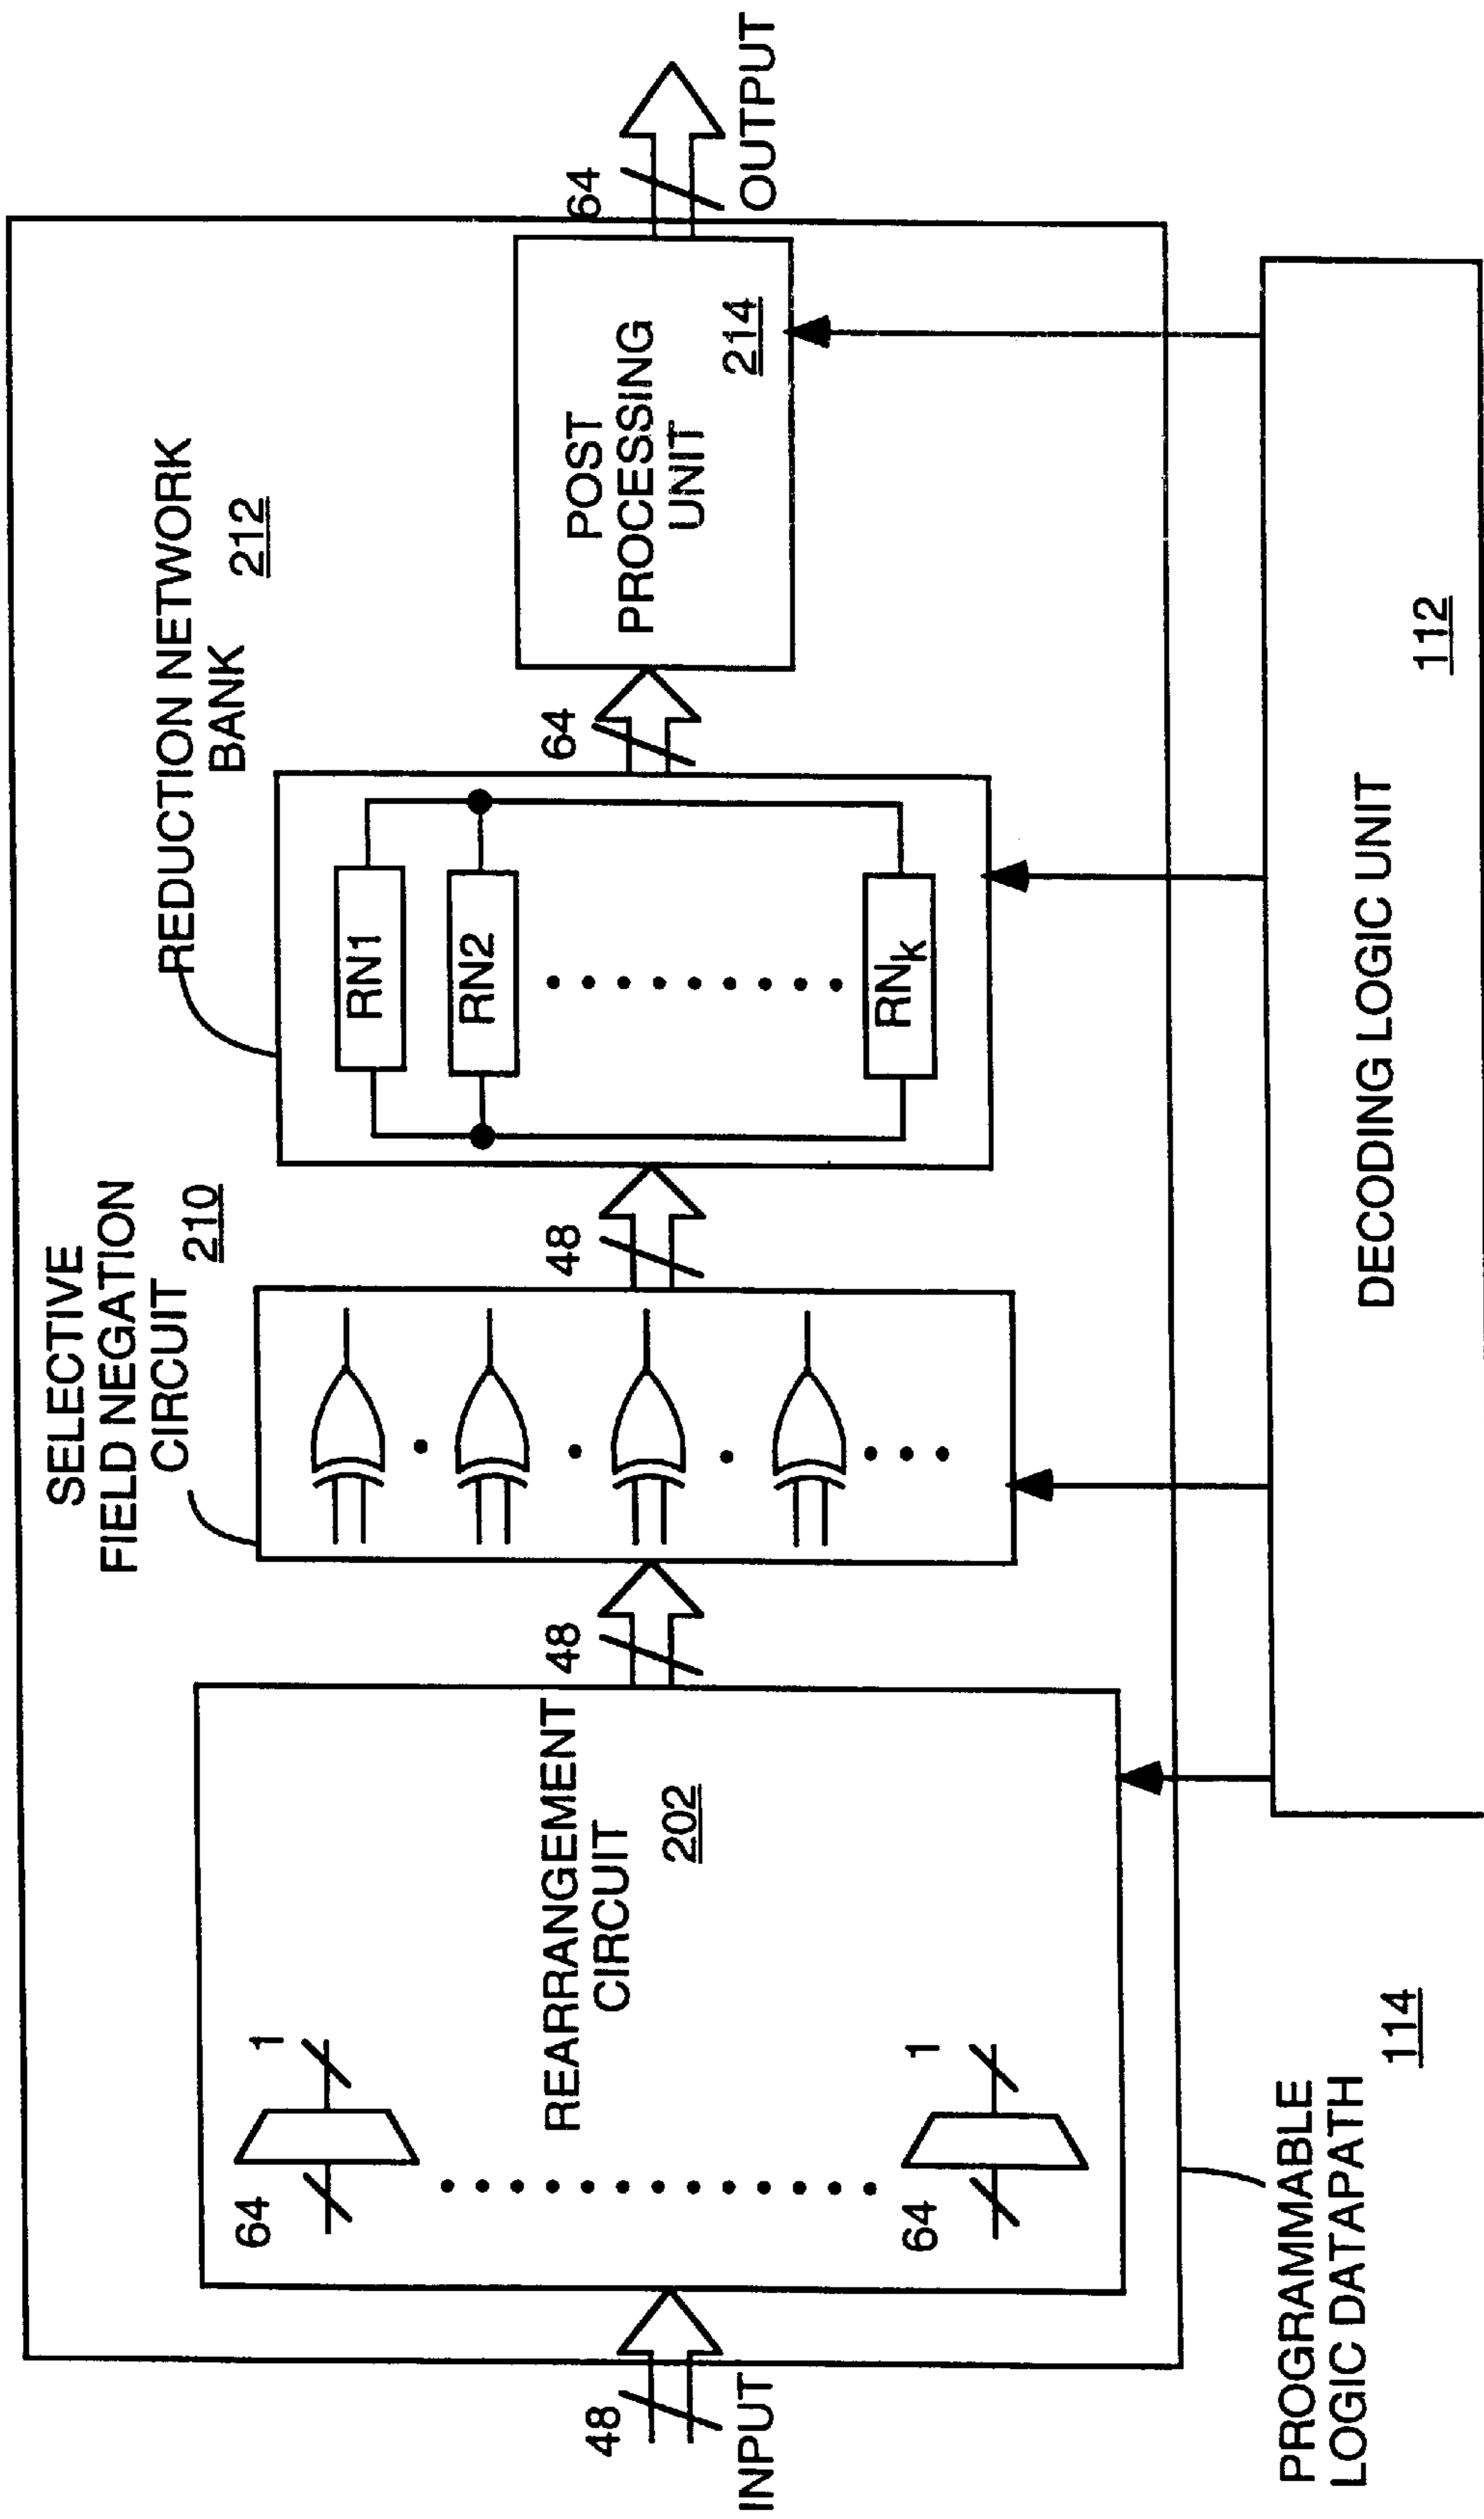 48
INPUT
64
1
64
1
REARRANGEMENT
CIRCUIT
202
48
SELECTIVE
FIELD NEGATION
CIRCUIT
210
48
REDUCTION NETWORK
BANK
212
RN1
RN2
RNk
64
POST
PROCESSING
UNIT
214
64
OUTPUT
PROGRAMMABLE
LOGIC DATAPATH
114
DECODING LOGIC UNIT
112